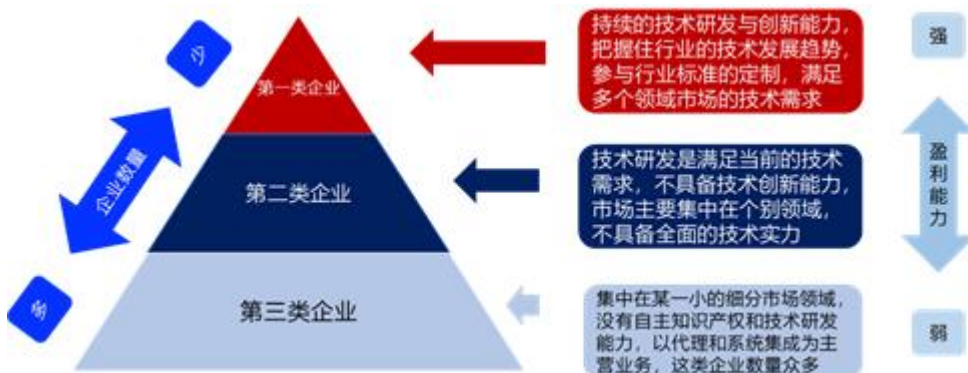 少
企业数量
多
第一类企业
第二类企业
第三类企业
持续的技术研发与创新能力，
把握住行业的技术发展趋势，
参与行业标准的定制，满足
多个领域市场的技术需求
技术研发是满足当前的技术
需求，不具备技术创新能力，
市场主要集中在个别领域，
不具备全面的技术实力
集中在某一小的细分市场领域，
没有自主知识产权和技术研发
能力，以代理和系统集成为主
营业务，这类企业数量众多
强
盈利能力
弱